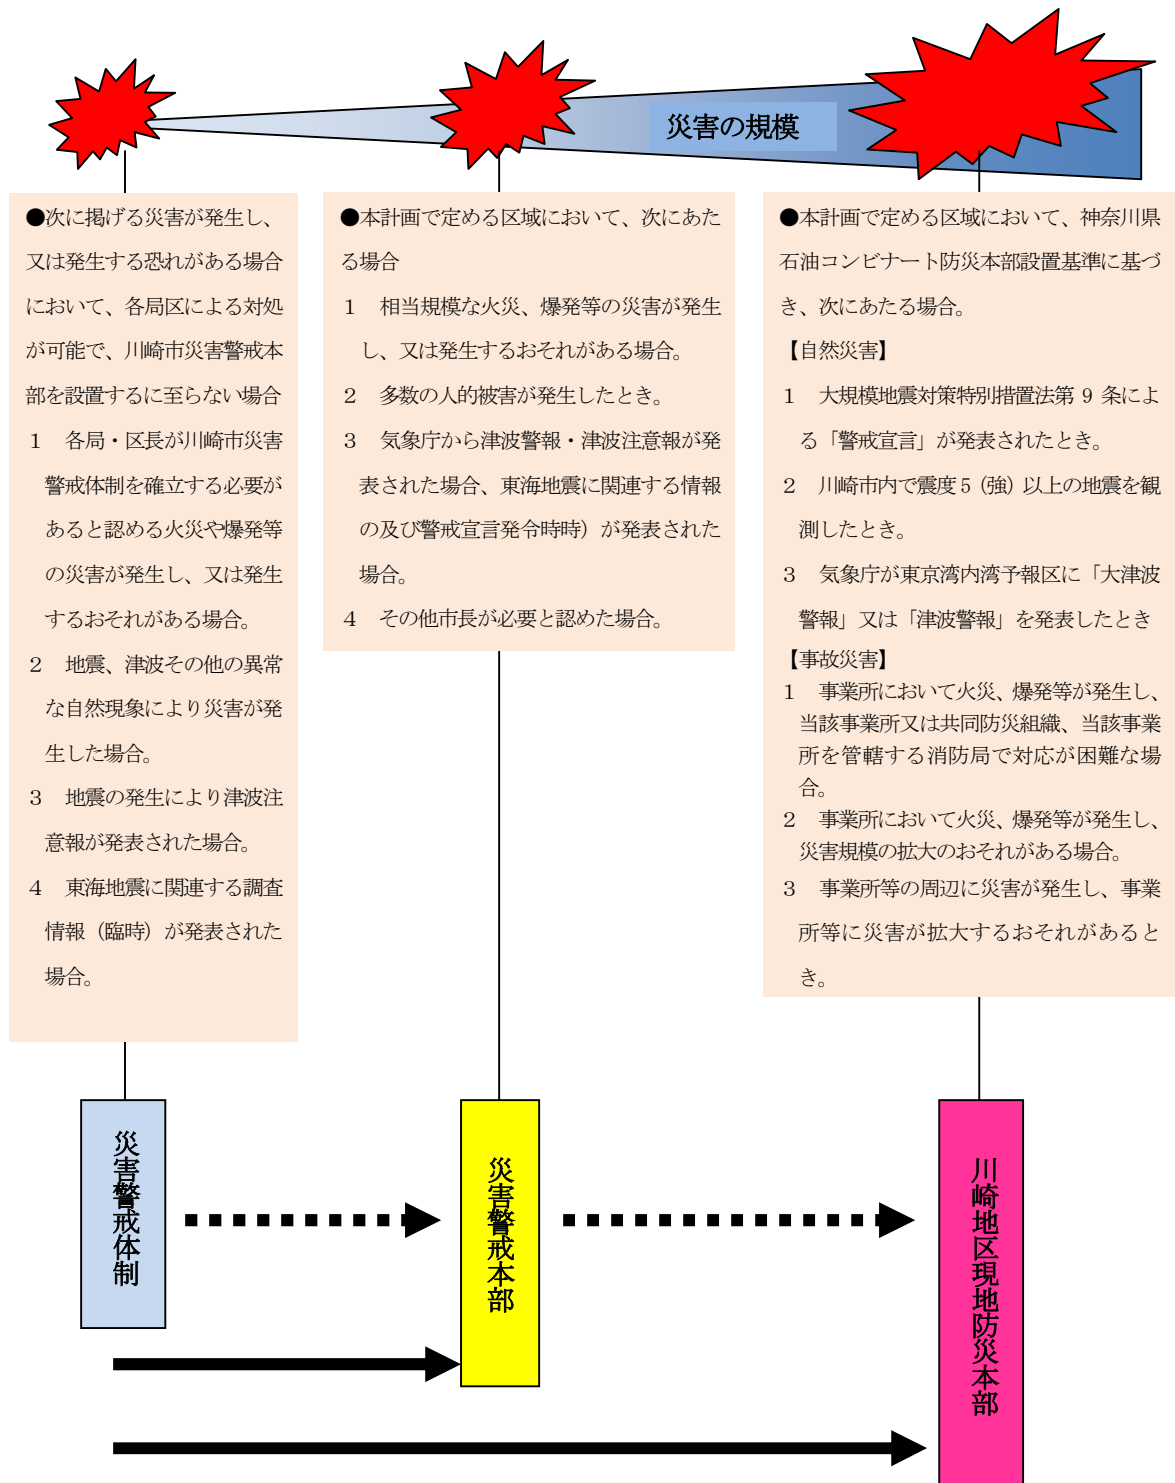 災害の規模
●次に掲げる災害が発生し、
又は発生する恐れがある場合
において、各局区による対処
が可能で、川崎市災害警戒本
部を設置するに至らない場合
1　各局・区長が川崎市災害
警戒体制を確立する必要が
あると認める火災や爆発等
の災害が発生し、又は発生
するおそれがある場合。
2　地震、津波その他の異常
な自然現象により災害が発
生した場合。
3　地震の発生により津波注
意報が発表された場合。
4　東海地震に関連する調査
情報（臨時）が発表された
場合。
●本計画で定める区域において、次にあた
る場合
1　相当規模な火災、爆発等の災害が発生
し、又は発生するおそれがある場合。
2　多数の人的被害が発生したとき。
3　気象庁から津波警報・津波注意報が発
表された場合、東海地震に関連する情報
の及び警戒宣言発令時時）が発表された
場合。
4　その他市長が必要と認めた場合。
●本計画で定める区域において、神奈川県
石油コンビナート防災本部設置基準に基づ
き、次にあたる場合。
【自然災害】
1　大規模地震対策特別措置法第 9 条によ
る「警戒宣言」が発表されたとき。
2　川崎市内で震度5（強）以上の地震を観
測したとき。
3　気象庁が東京湾内湾予報区に「大津波
警報」又は「津波警報」を発表したとき
【事故災害】
1　事業所において火災、爆発等が発生し、
当該事業所又は共同防災組織、当該事業
所を管轄する消防局で対応が困難な場
合。
2　事業所において火災、爆発等が発生し、
災害規模の拡大のおそれがある場合。
3　事業所等の周辺に災害が発生し、事業
所等に災害が拡大するおそれがあると
き。
災害警戒体制
災害警戒本部
川崎地区現地防災本部